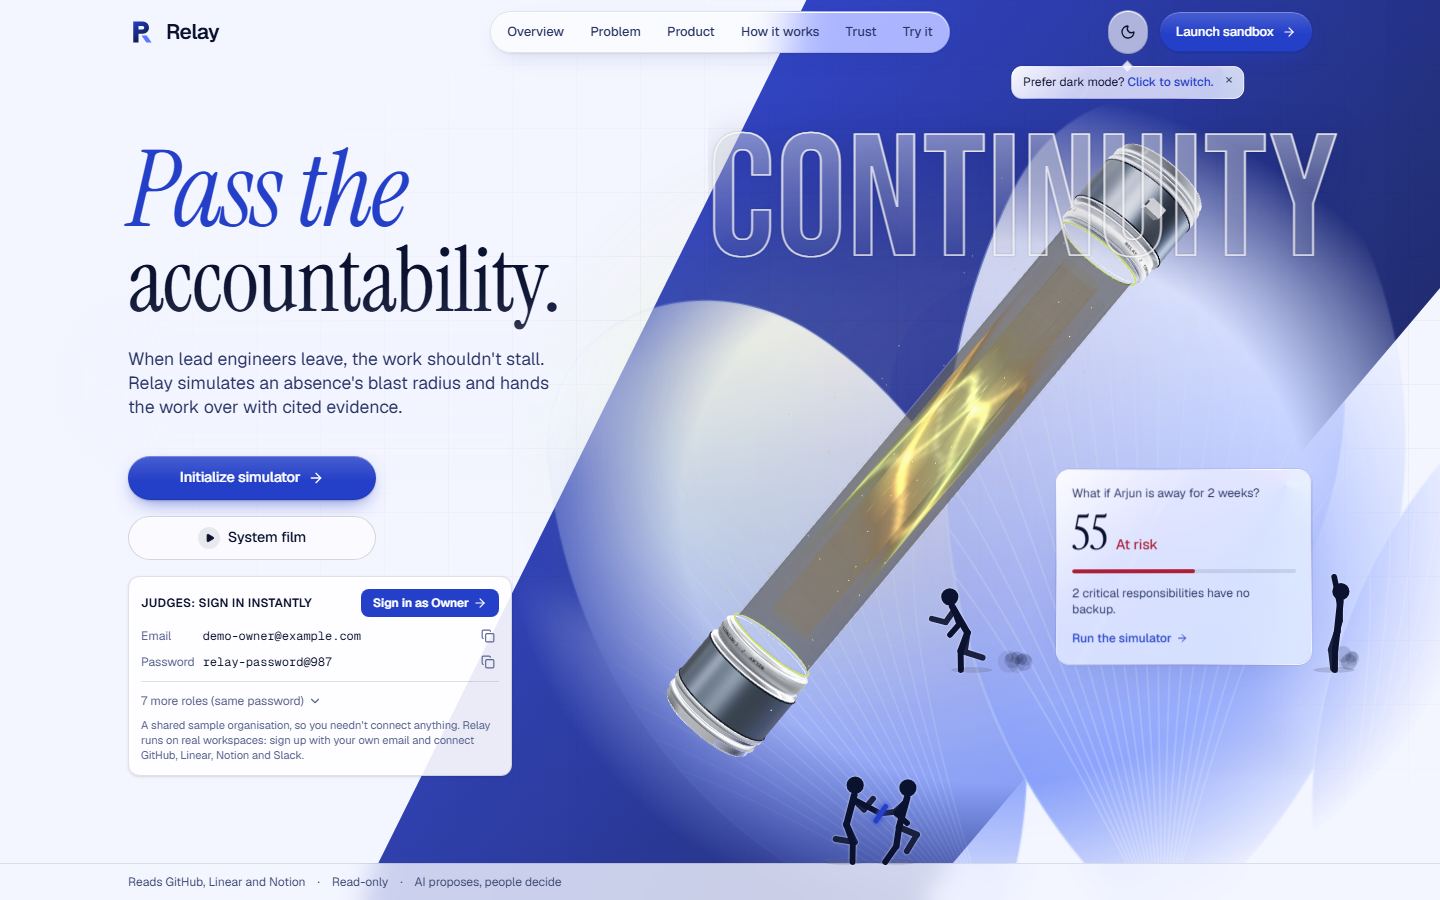 Relay
Overview
Problem
Product
How it works
Trust
Try it
Launch sandbox
Prefer dark mode? Click to switch.
CONTINUITY
Pass the
accountability.
When lead engineers leave, the work shouldn't stall.
Relay simulates an absence's blast radius and hands
the work over with cited evidence.
Initialize simulator
System film
JUDGES: SIGN IN INSTANTLY
Sign in as Owner
Email demo-owner@example.com
Password relay-password@987
7 more roles (same password)
A shared sample organisation, so you needn't connect anything. Relay
runs on real workspaces: sign up with your own email and connect
GitHub, Linear, Notion and Slack.
What if Arjun is away for 2 weeks?
55 At risk
2 critical responsibilities have no
backup.
Run the simulator
Reads GitHub, Linear and Notion · Read-only · AI proposes, people decide